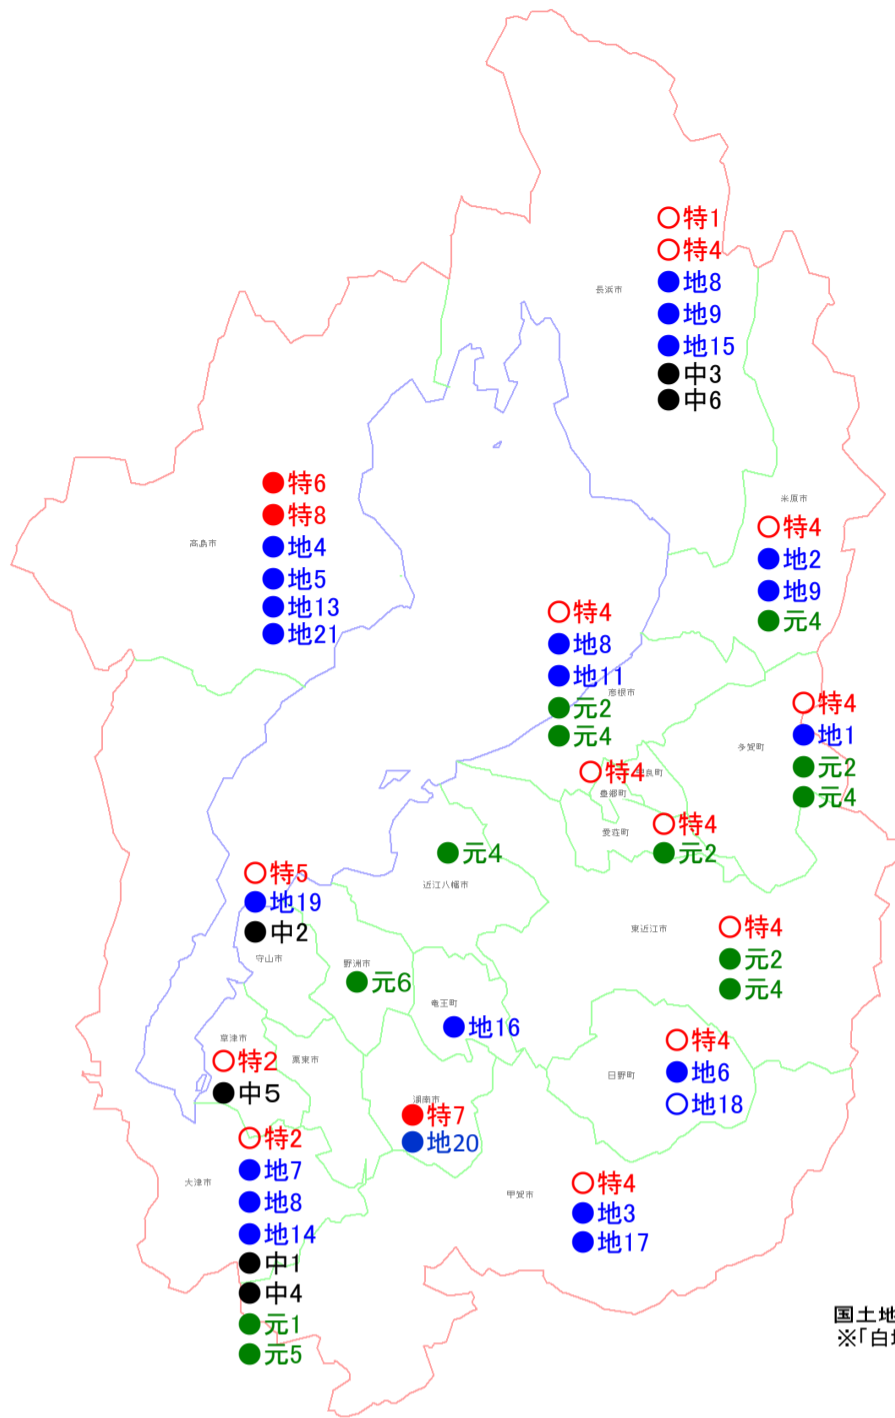 ○特1
○特4
●地8
長浜市
●地9
●地15
●中3
●中6
●特6
●特8
高島市
●地4
●地5
●地13
●地21
米原市
○特4
●地2
●地9
●元4
○特4
●地8
●地11
彦根市
●元2
●元4
○特4
多賀町
●地1
●元2
●元4
○特4
豊郷町
○特4
愛荘町
●元2
●元4
近江八幡市
○特5
●地19
●中2
守山市
東近江市
○特4
●元2
●元4
野洲市
●元6
竜王町
●地16
草津市
○特2
●中5
栗東市
日野町
○特4
●地6
○地18
湖南市
●特7
●地20
大津市
○特2
●地7
●地8
●地14
●中1
●中4
●元1
●元5
甲賀市
○特4
●地3
●地17
国土地
※「白